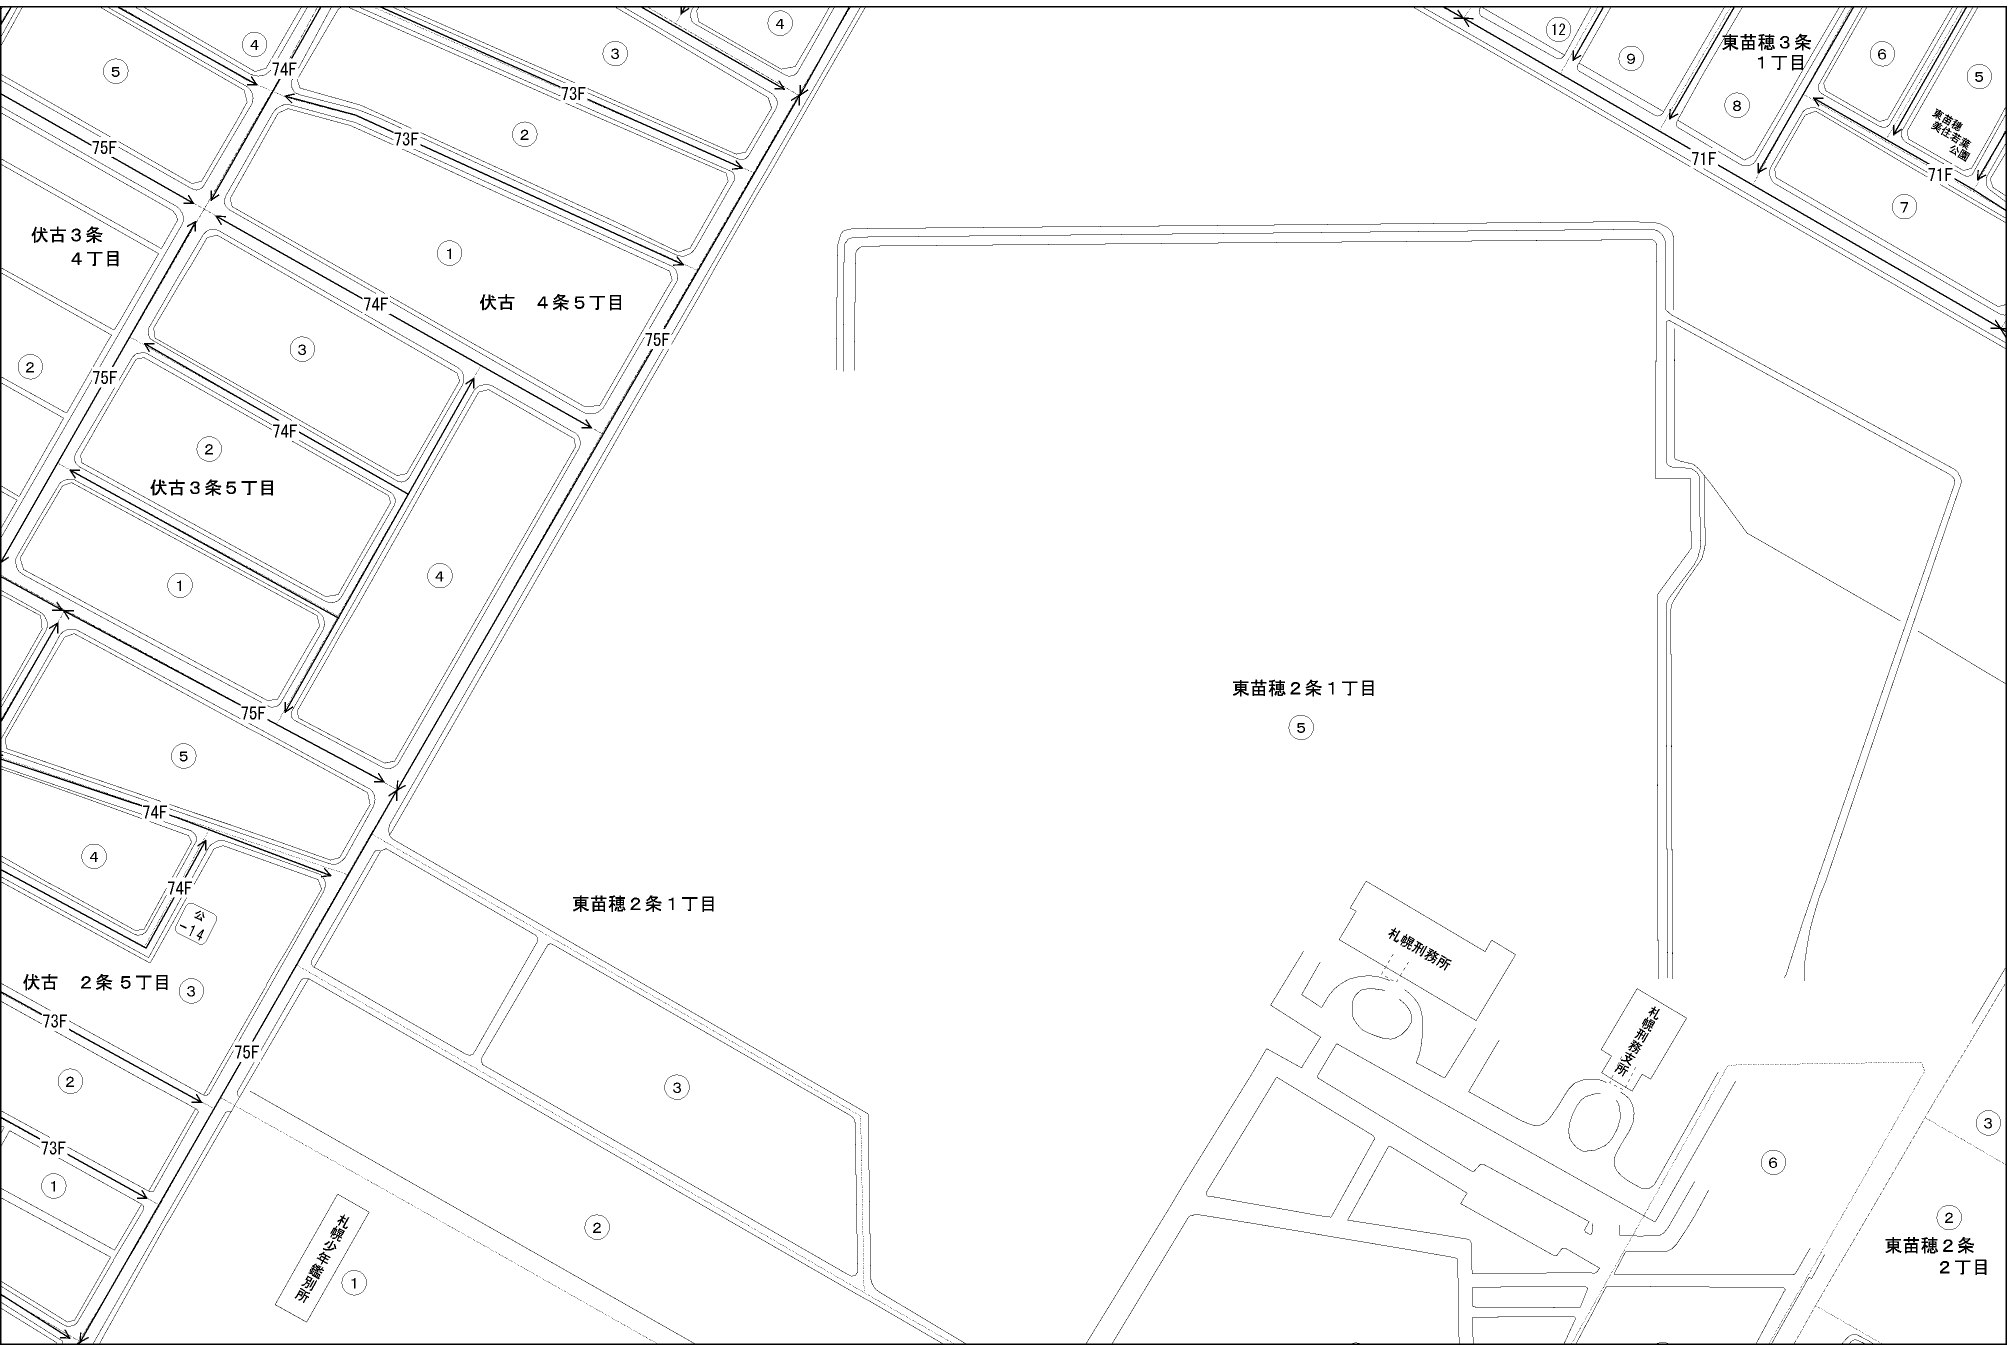 ④
③
④
⑫
⑨
東苗穂３条
１丁目
⑥
⑤
⑤
74F
73F
②
⑧
東苗穂
美住若葉
公園
73F
75F
71F
71F
⑦
伏古３条
４丁目
①
伏古　４条５丁目
74F
75F
③
②
75F
74F
②
伏古３条５丁目
④
①
東苗穂２条１丁目
⑤
75F
⑤
74F
④
74F
公
-14
東苗穂２条１丁目
札幌刑務所
伏古　２条５丁目
③
73F
75F
札幌刑務支所
②
③
③
73F
⑥
①
②
②
東苗穂２条
２丁目
札幌少年鑑別所
①